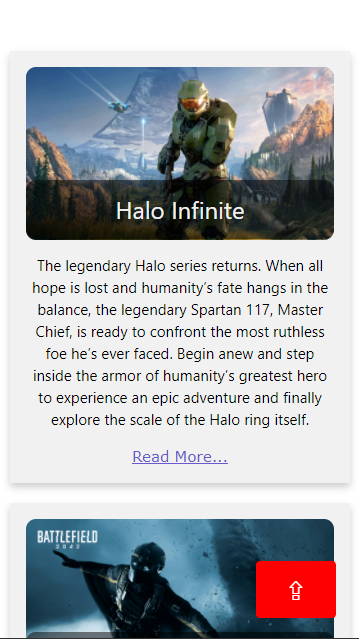 Halo Infinite
The legendary Halo series returns. When all
hope is lost and humanity’s fate hangs in the
balance, the legendary Spartan 117, Master
Chief, is ready to confront the most ruthless
foe he’s ever faced. Begin anew and step
inside the armor of humanity’s greatest hero
to experience an epic adventure and finally
explore the scale of the Halo ring itself.
Read More...
BATTLEFIELD
2042